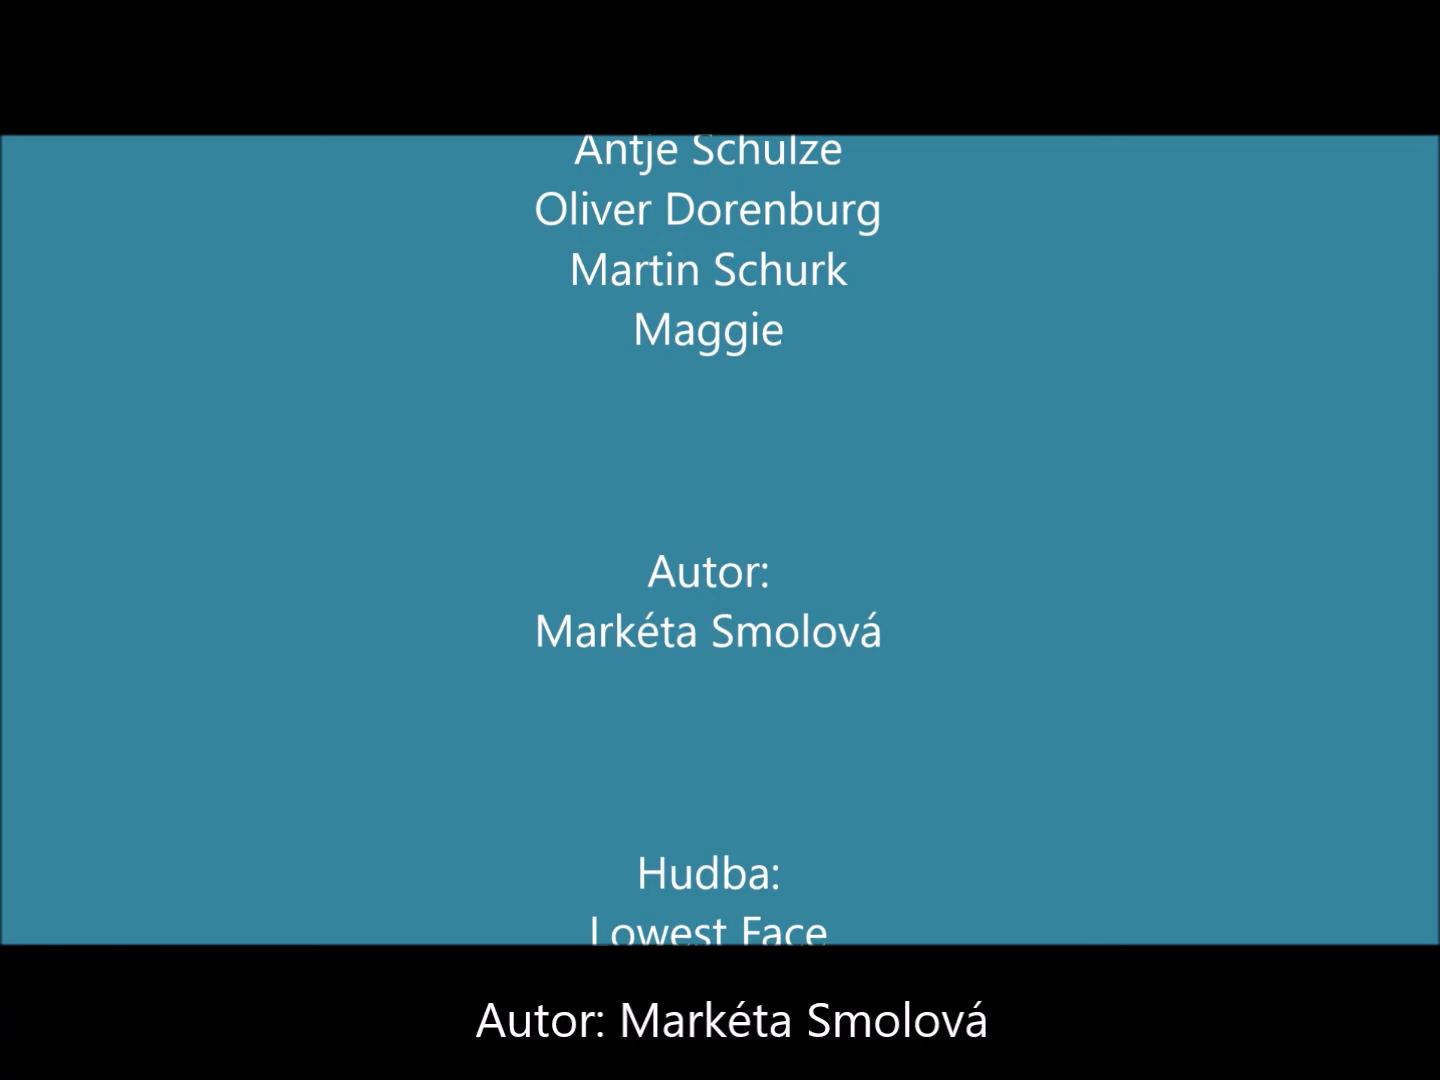 Antje Schulze
Oliver Dorenburg
Martin Schurk
Maggie
Autor:
Markéta Smolová
Hudba:
Lowest Face
Autor: Markéta Smolová